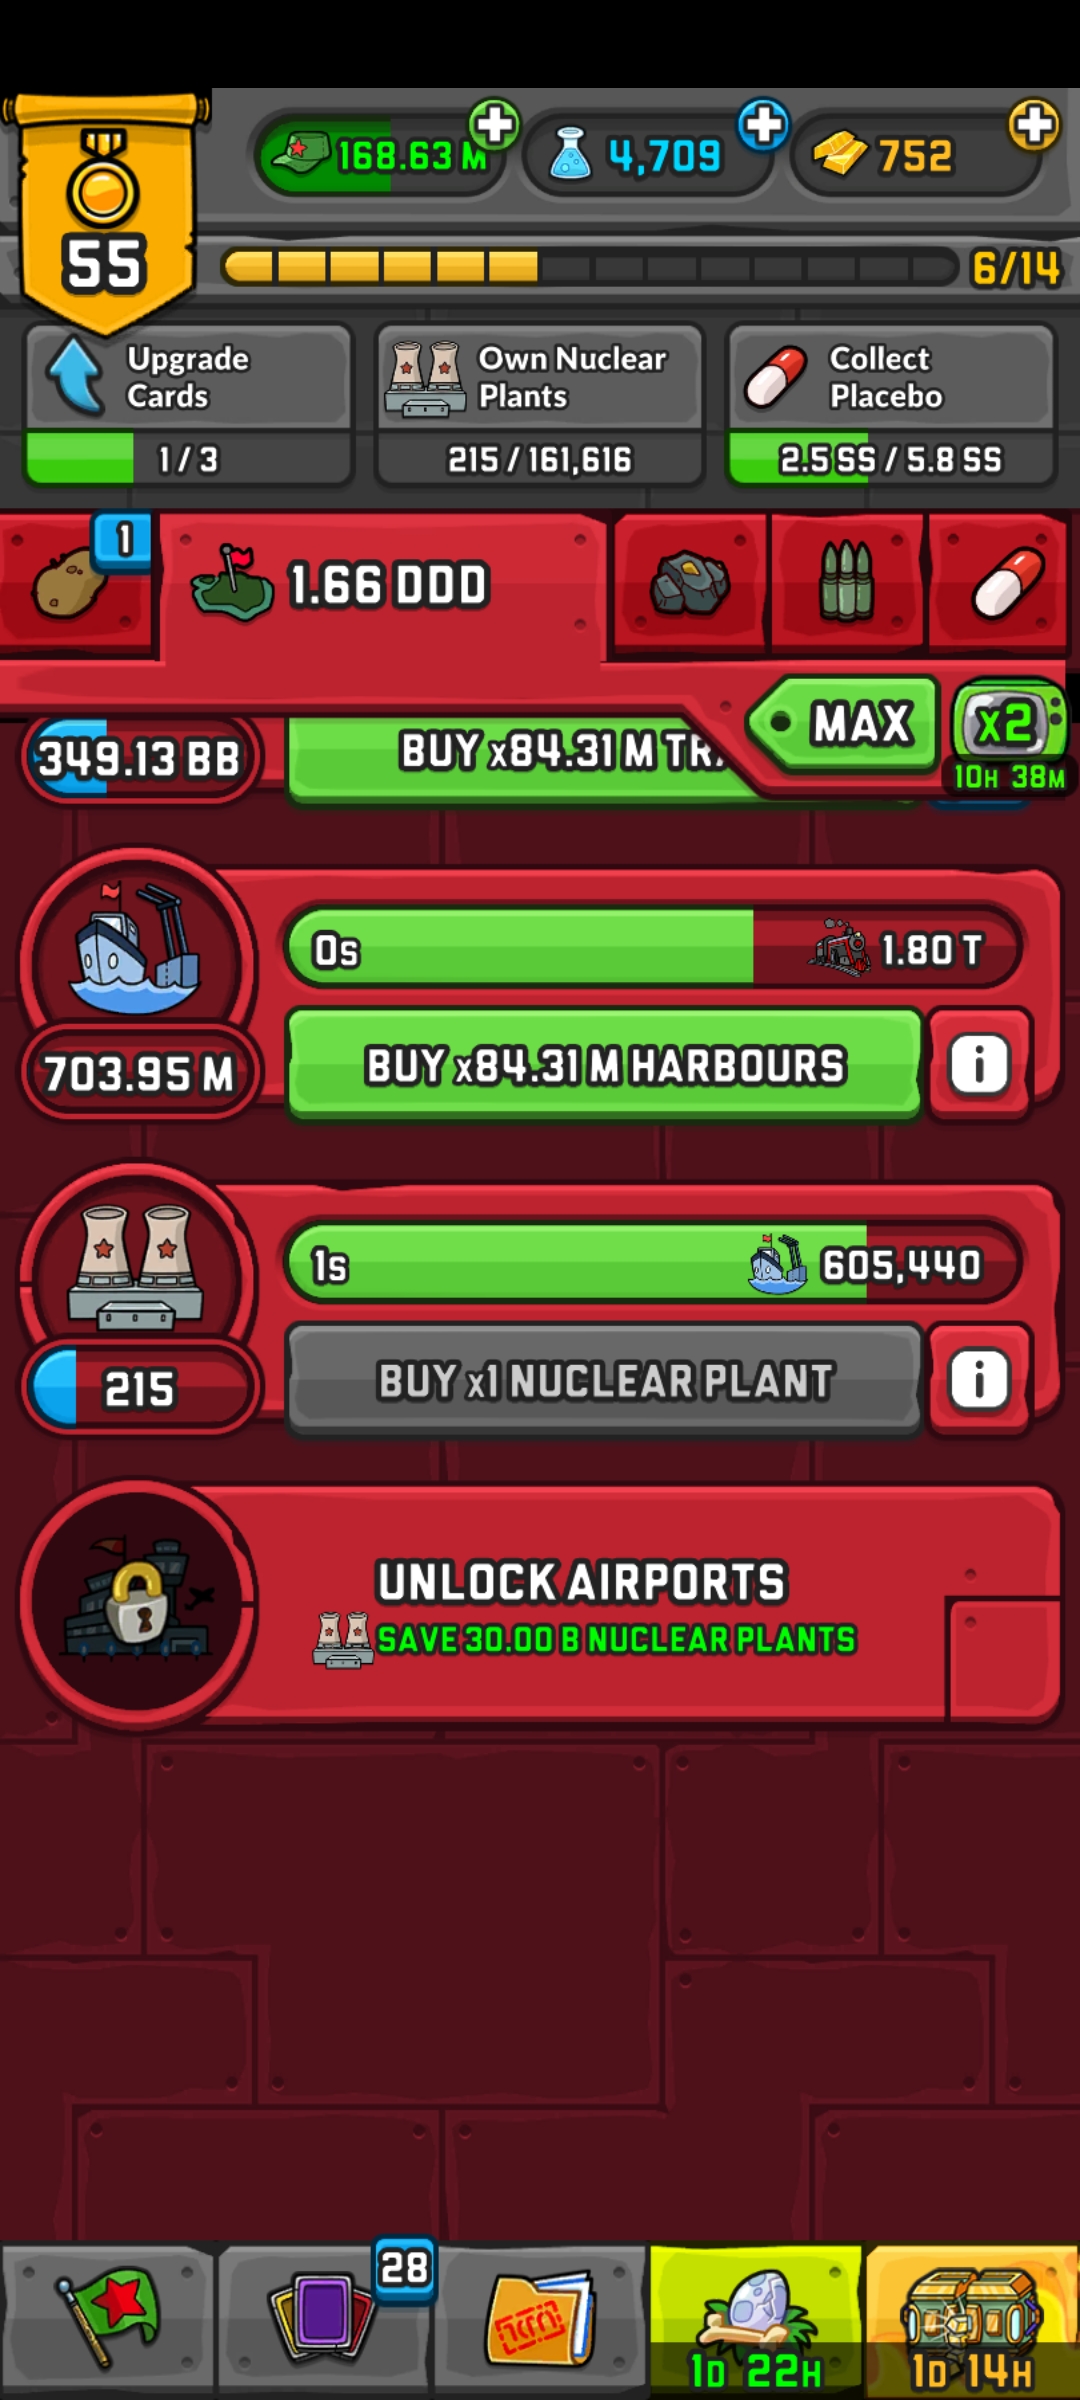 168.63 M
4,709
752
55
6/14
Upgrade
Cards
1 / 3
Own Nuclear
Plants
215 / 161,616
Collect
Placebo
2.5 SS / 5.8 SS
1
1.66 DDD
MAX
x2
10H 38M
349.13 BB
BUY x84.31 M
0s
1.80 T
703.95 M
BUY x84.31 M HARBOURS
i
1s
605,440
215
BUY x1 NUCLEAR PLANT
i
UNLOCK AIRPORTS
SAVE 30.00 B NUCLEAR PLANTS
28
1D 22H
1D 14H